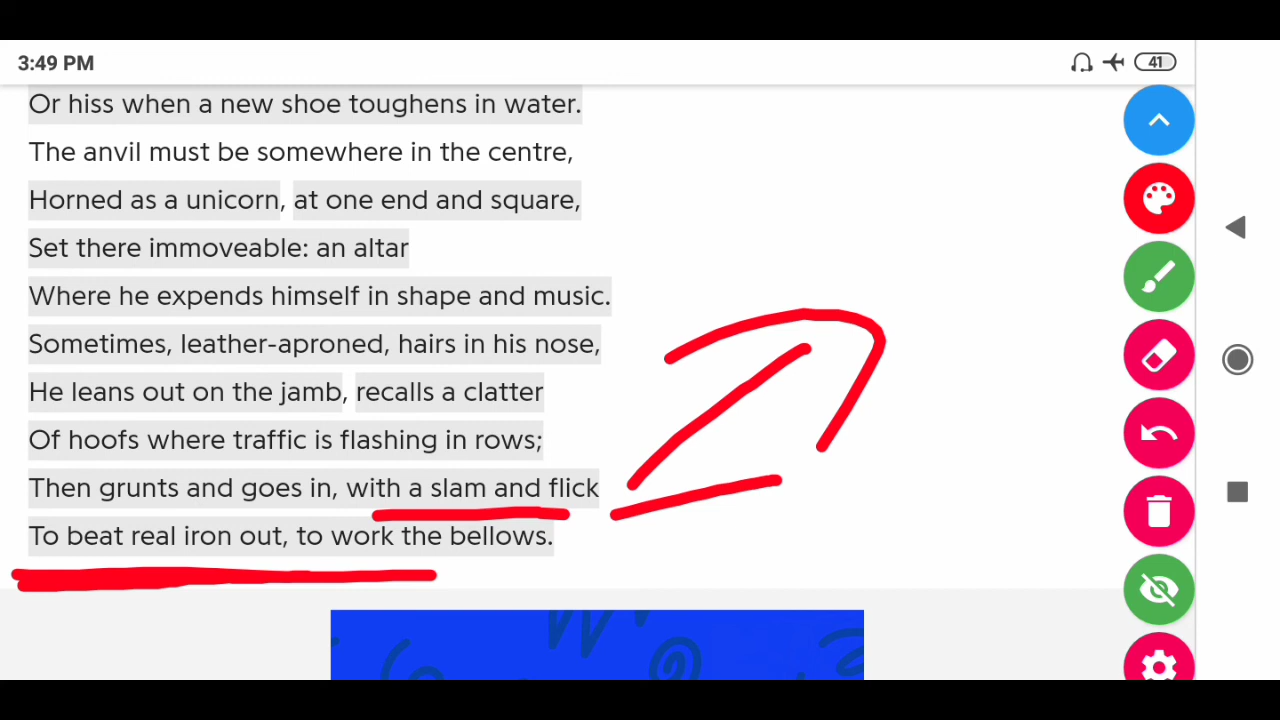 3:49 PM
41
Or hiss when a new shoe toughens in water.
The anvil must be somewhere in the centre,
Horned as a unicorn, at one end and square,
Set there immoveable: an altar
Where he expends himself in shape and music.
Sometimes, leather-aproned, hairs in his nose,
He leans out on the jamb, recalls a clatter
Of hoofs where traffic is flashing in rows;
Then grunts and goes in, with a slam and flick
To beat real iron out, to work the bellows.